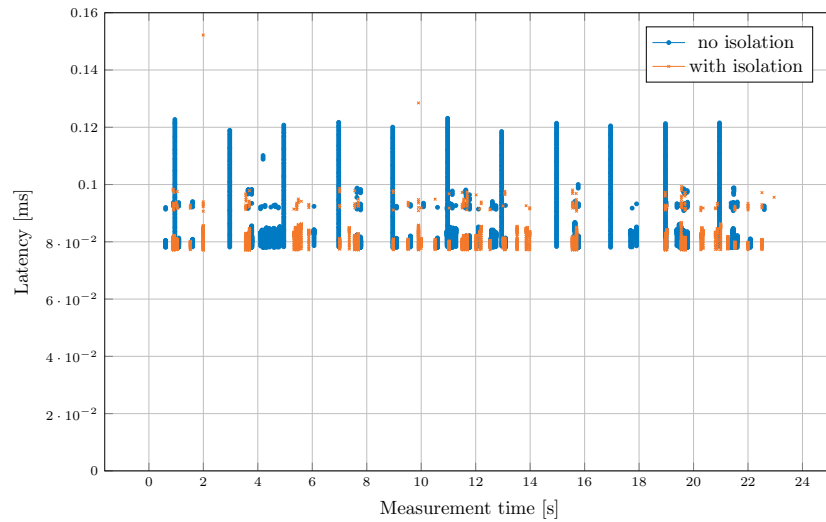 0.16
0.14
0.12
0.1
8 · 10⁻²
6 · 10⁻²
4 · 10⁻²
2 · 10⁻²
0
Latency [ms]
no isolation
with isolation
0 2 4 6 8 10 12 14 16 18 20 22 24
Measurement time [s]